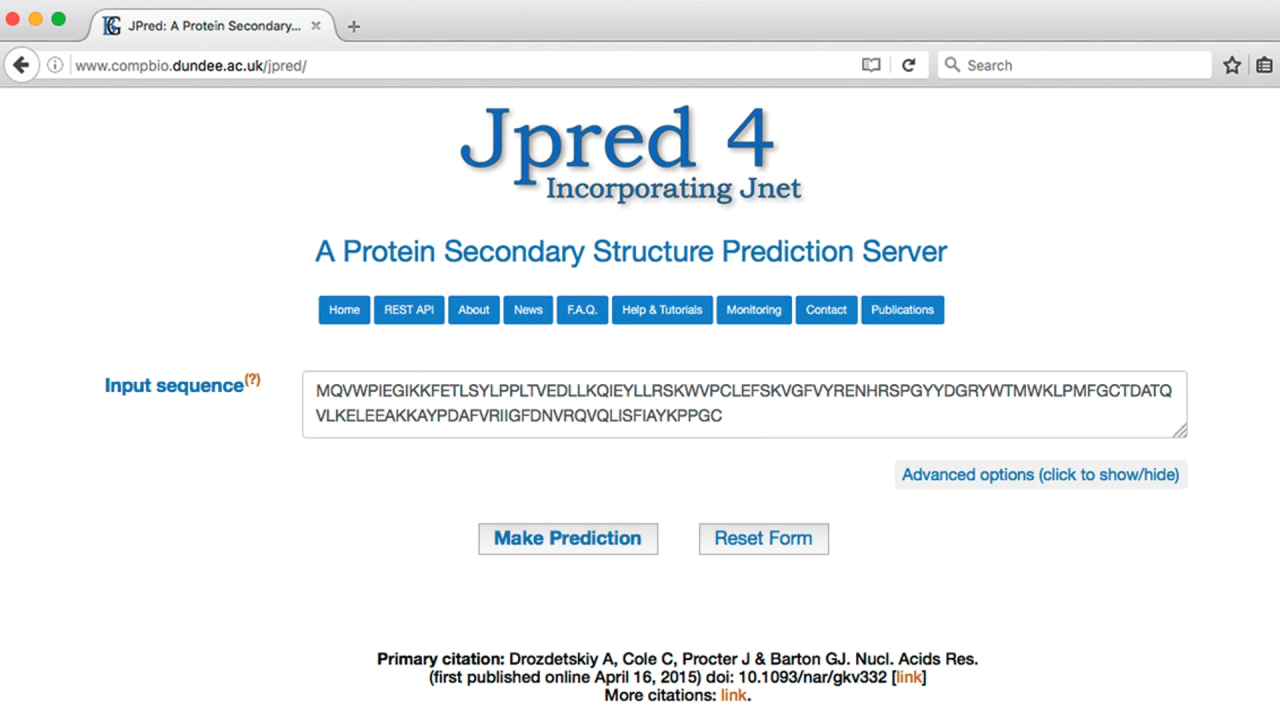 JPred: A Protein Secondary...
www.compbio.dundee.ac.uk/jpred/
Search
Jpred 4
Incorporating Jnet
A Protein Secondary Structure Prediction Server
Home REST API About News F.A.Q. Help & Tutorials Monitoring Contact Publications
Input sequence(?)
MQVWPIEGIKKFETLSYLPPLTVEDLLKQIEYLLRSKWVPCLEFSKVGFVYRENHRSPGYYDGRYWTMWKLPMFGCTDATQ
VLKELEEAKKAYPDAFVRIIGFDNVRQVQLISFIAYKPPGC
Advanced options (click to show/hide)
Make Prediction Reset Form
Primary citation: Drozdetskiy A, Cole C, Procter J & Barton GJ. Nucl. Acids Res.
(first published online April 16, 2015) doi: 10.1093/nar/gkv332 [link]
More citations: link.